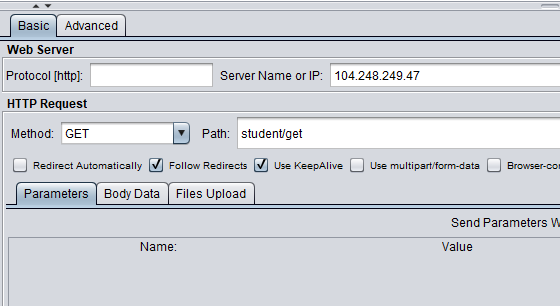 Basic Advanced
Web Server
Protocol [http]: Server Name or IP: 104.248.249.47
HTTP Request
Method: GET Path: student/get
Redirect Automatically Follow Redirects Use KeepAlive Use multipart/form-data Browser-co
Parameters Body Data Files Upload
Send Parameters W
Name: Value